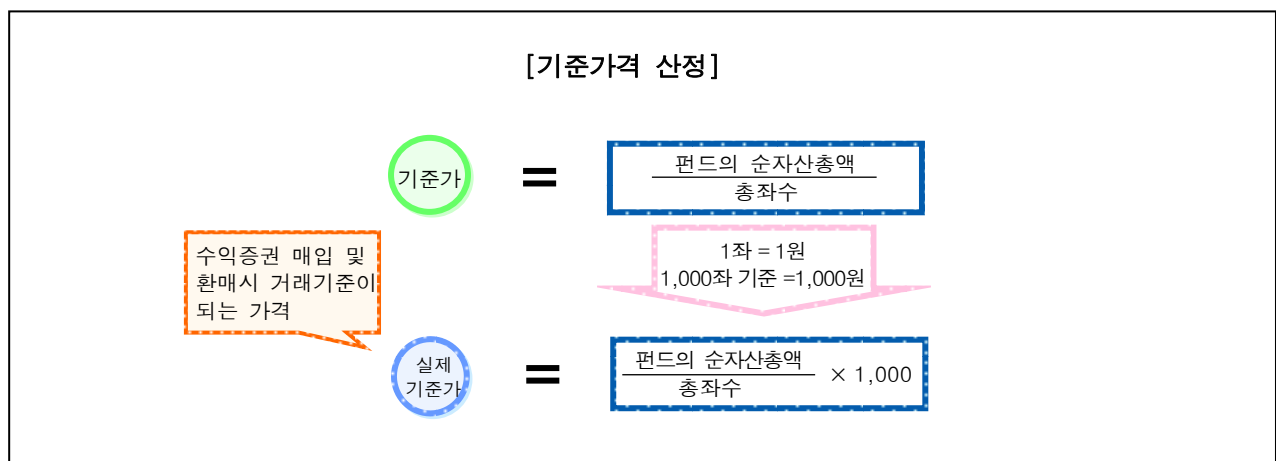 [기준가격 산정]
기준가
=
펀드의 순자산총액
총좌수
수익증권 매입 및
환매시 거래기준이
되는 가격
1좌 = 1원
1,000좌 기준 =1,000원
실제
기준가
=
펀드의 순자산총액
총좌수
× 1,000